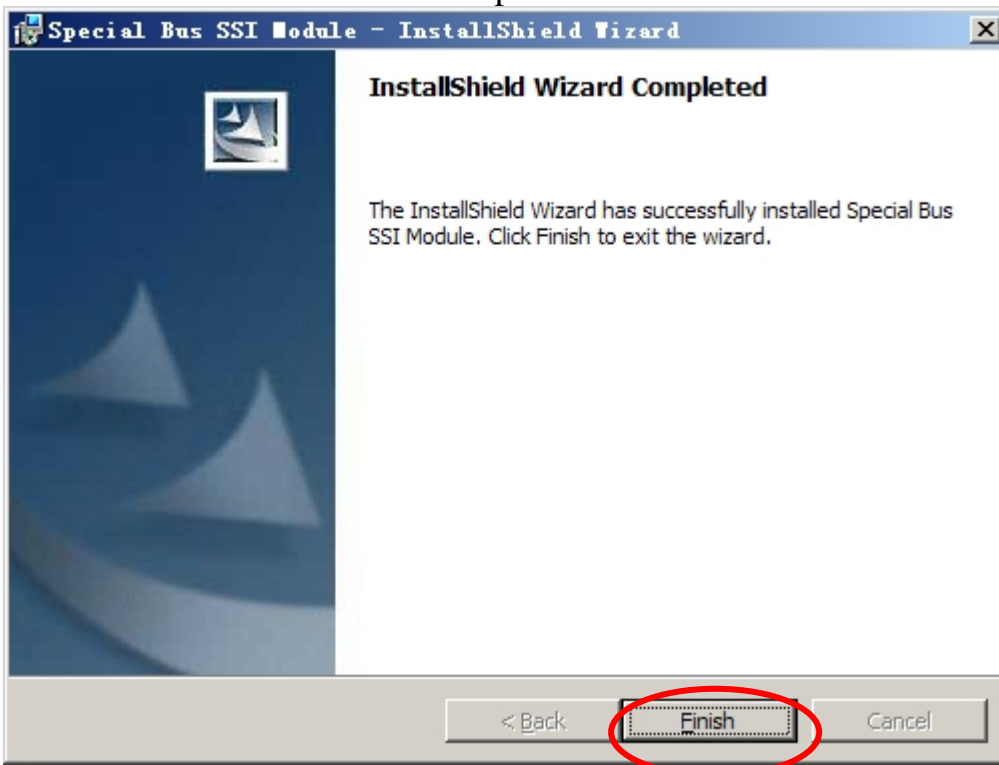 Special Bus SSI Module - InstallShield Wizard
InstallShield Wizard Completed
The InstallShield Wizard has successfully installed Special Bus
SSI Module. Click Finish to exit the wizard.
< Back
Finish
Cancel